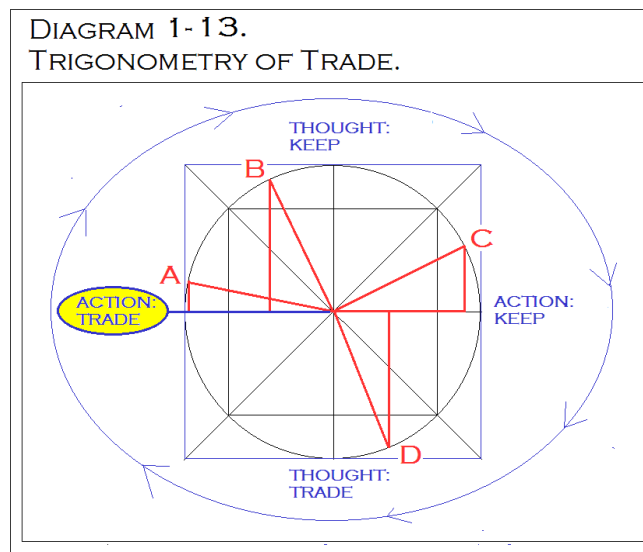 DIAGRAM 1-13.
TRIGONOMETRY OF TRADE.
THOUGHT:
KEEP
B
C
A
ACTION:
TRADE
ACTION:
KEEP
D
THOUGHT:
TRADE